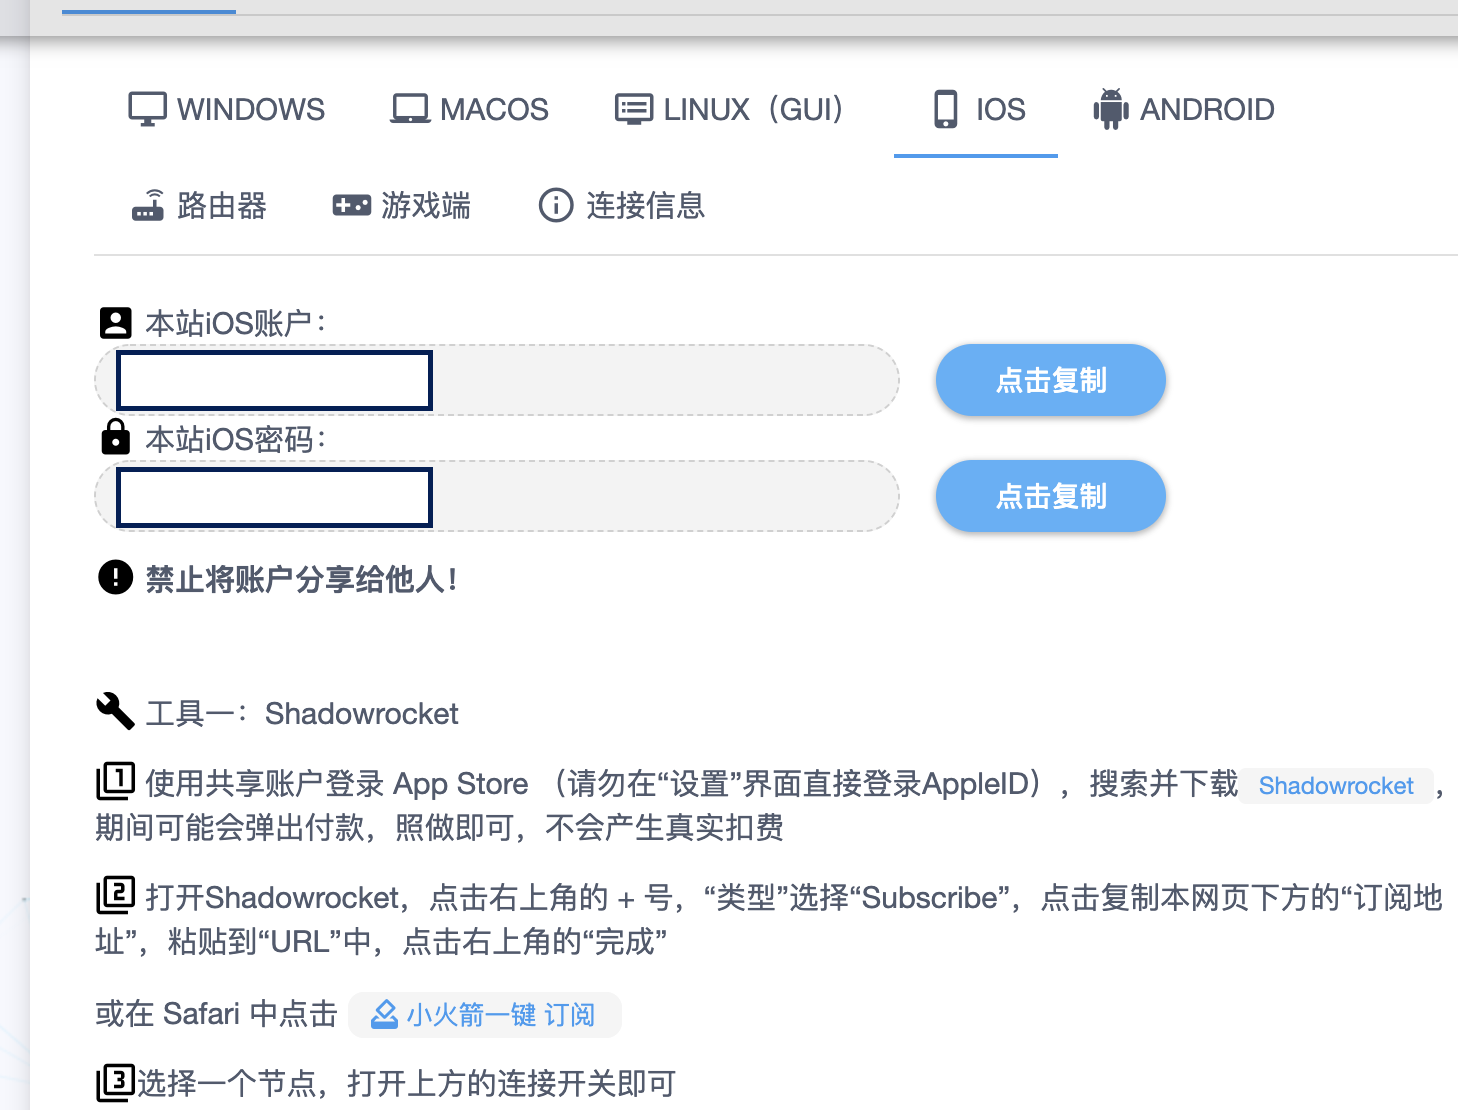 WINDOWS MACOS LINUX（GUI） IOS ANDROID
路由器 游戏端 连接信息
本站iOS账户：
点击复制
本站iOS密码：
点击复制
禁止将账户分享给他人！
工具一：Shadowrocket
1 使用共享账户登录 App Store （请勿在“设置”界面直接登录AppleID），搜索并下载 Shadowrocket ，
期间可能会弹出付款，照做即可，不会产生真实扣费
2 打开Shadowrocket，点击右上角的 + 号，“类型”选择“Subscribe”，点击复制本网页下方的“订阅地
址”，粘贴到“URL”中，点击右上角的“完成”
或在 Safari 中点击 小火箭一键 订阅
3 选择一个节点，打开上方的连接开关即可